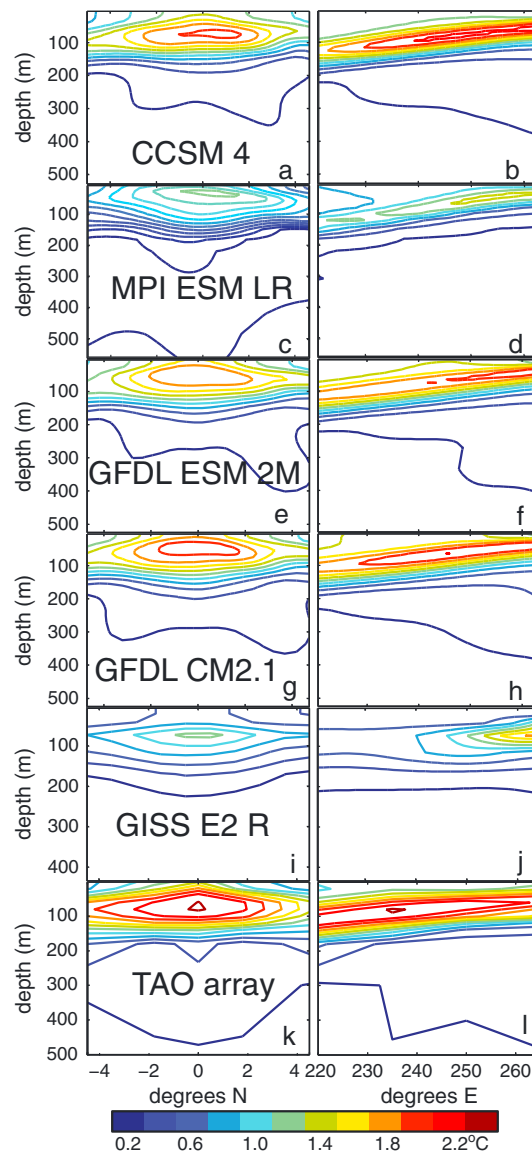 depth (m)
100
200
300
400
500
CCSM 4
a
b
depth (m)
100
200
300
400
500
MPI ESM LR
c
d
depth (m)
100
200
300
400
500
GFDL ESM 2M
e
f
depth (m)
100
200
300
400
500
GFDL CM2.1
g
h
depth (m)
100
200
300
400
GISS E2 R
i
j
depth (m)
100
200
300
400
500
TAO array
k
l
−4 −2 0 2 4 220 230 240 250 260
degrees N degrees E
0.2 0.6 1.0 1.4 1.8 2.2°C